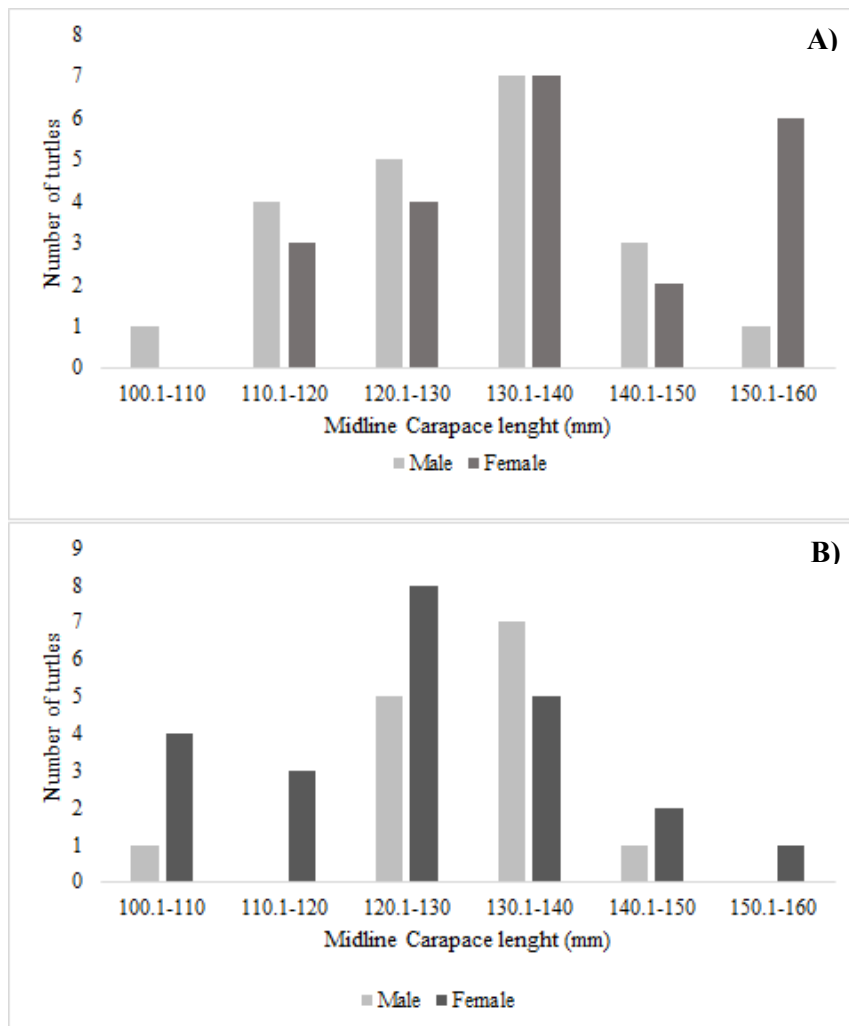 A)
8
7
6
5
4
3
2
1
0
Number of turtles
100.1-110 110.1-120 120.1-130 130.1-140 140.1-150 150.1-160
Midline Carapace lenght (mm)
Male Female
B)
9
8
7
6
5
4
3
2
1
0
Number of turtles
100.1-110 110.1-120 120.1-130 130.1-140 140.1-150 150.1-160
Midline Carapace lenght (mm)
Male Female